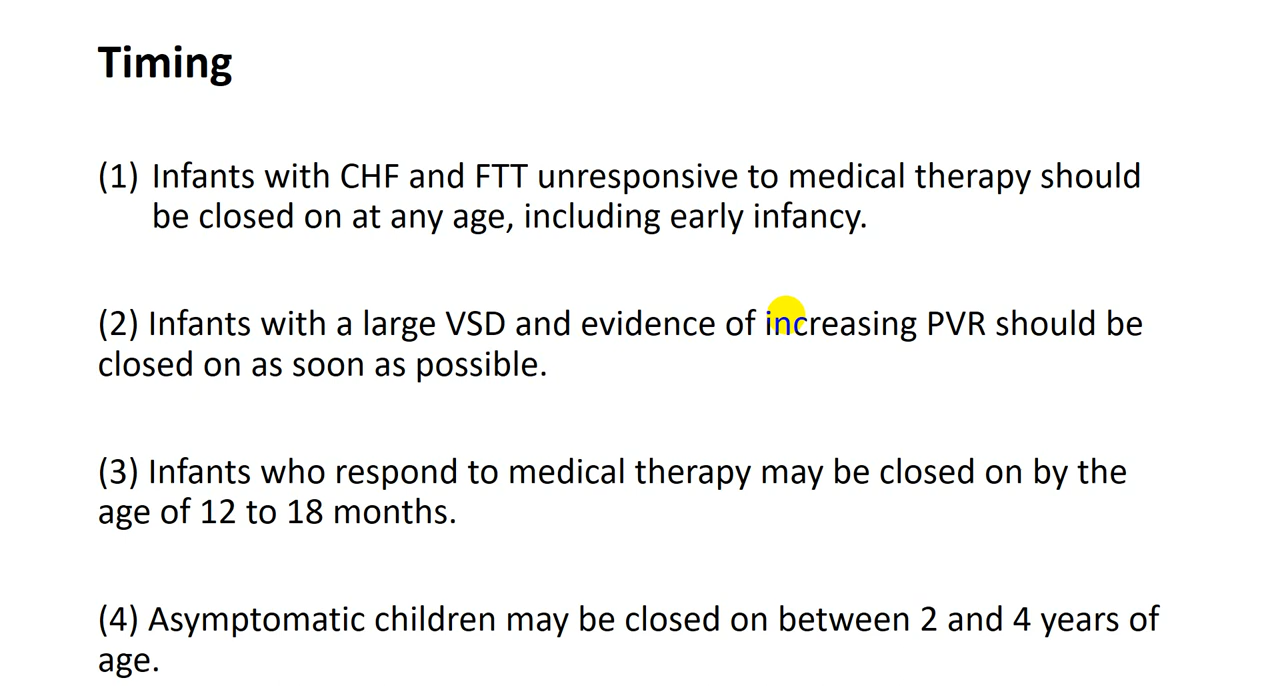 Timing
(1) Infants with CHF and FTT unresponsive to medical therapy should
be closed on at any age, including early infancy.
(2) Infants with a large VSD and evidence of increasing PVR should be
closed on as soon as possible.
(3) Infants who respond to medical therapy may be closed on by the
age of 12 to 18 months.
(4) Asymptomatic children may be closed on between 2 and 4 years of
age.